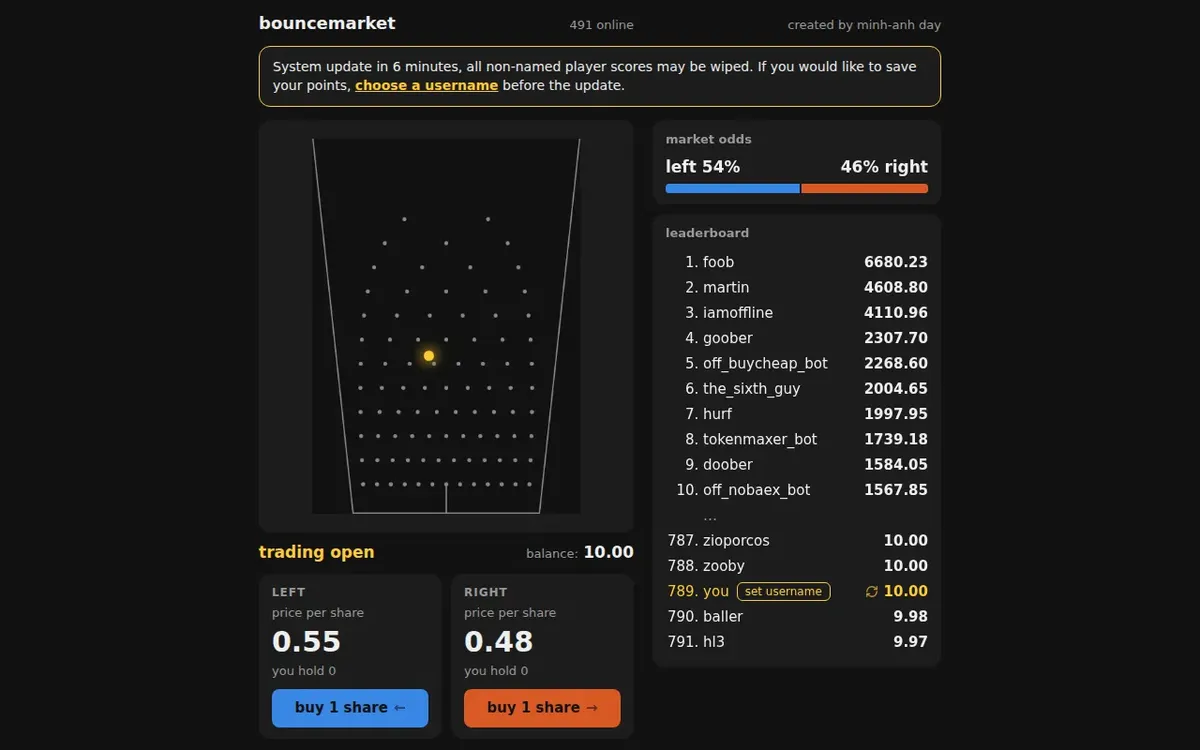 bouncemarket
491 online
created by minh-anh day
System update in 6 minutes, all non-named player scores may be wiped. If you would like to save
your points, choose a username before the update.
market odds
left 54%
46% right
leaderboard
1. foob 6680.23
2. martin 4608.80
3. iamoffline 4110.96
4. goober 2307.70
5. off_buycheap_bot 2268.60
6. the_sixth_guy 2004.65
7. hurf 1997.95
8. tokenmaxer_bot 1739.18
9. doober 1584.05
10. off_nobaex_bot 1567.85
...
787. zioporcos 10.00
788. zooby 10.00
789. you set username 10.00
790. baller 9.98
791. hl3 9.97
trading open
balance: 10.00
LEFT
price per share
0.55
you hold 0
buy 1 share ←
RIGHT
price per share
0.48
you hold 0
buy 1 share →